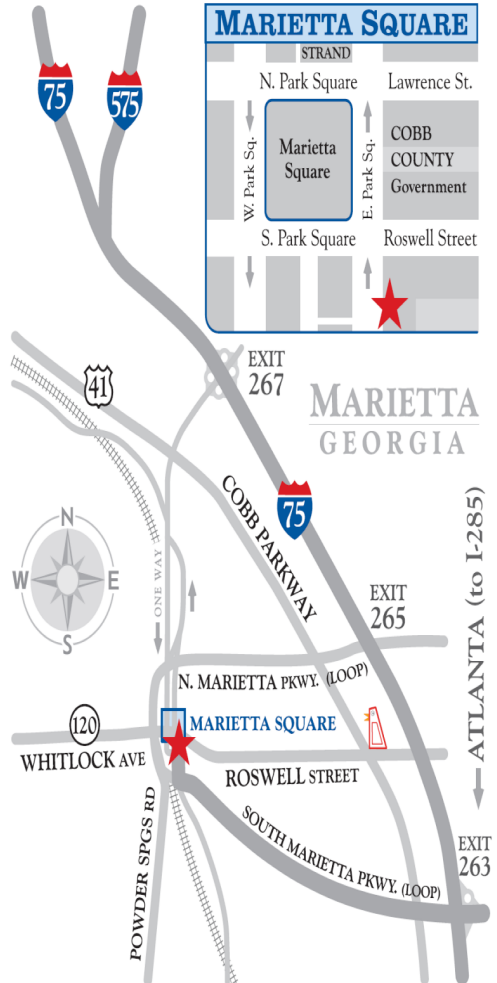 MARIETTA SQUARE
STRAND
N. Park Square
Lawrence St.
W. Park Sq.
Marietta
Square
E. Park Sq.
COBB
COUNTY
Government
S. Park Square
Roswell Street
75
575
EXIT
267
41
MARIETTA
GEORGIA
COBB PARKWAY
75
N
W
E
S
ONE WAY
EXIT
265
ATLANTA (to I-285)
N. MARIETTA PKWY. (LOOP)
120
MARIETTA SQUARE
WHITLOCK AVE
ROSWELL STREET
POWDER SPGS RD
SOUTH MARIETTA PKWY. (LOOP)
EXIT
263